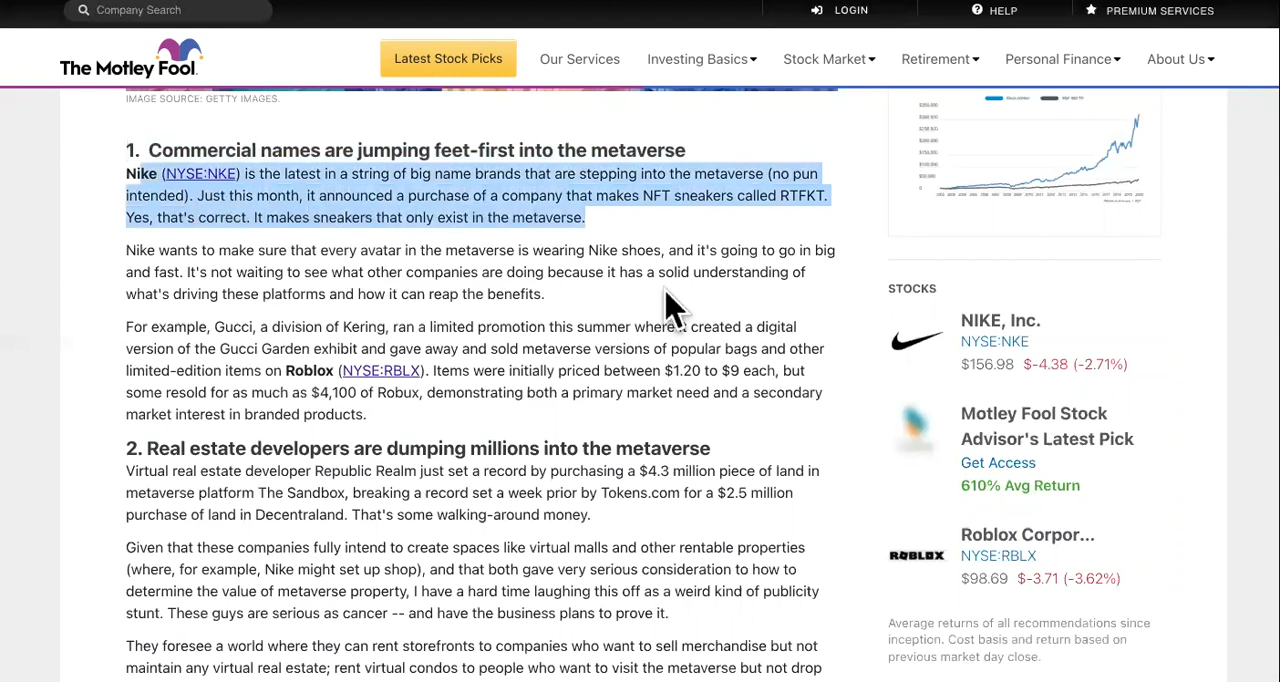 Company Search
LOGIN
HELP
PREMIUM SERVICES
The Motley Fool.
Latest Stock Picks
Our Services
Investing Basics
Stock Market
Retirement
Personal Finance
About Us
IMAGE SOURCE: GETTY IMAGES.
1. Commercial names are jumping feet-first into the metaverse
Nike (NYSE:NKE) is the latest in a string of big name brands that are stepping into the metaverse (no pun
intended). Just this month, it announced a purchase of a company that makes NFT sneakers called RTFKT.
Yes, that's correct. It makes sneakers that only exist in the metaverse.
Nike wants to make sure that every avatar in the metaverse is wearing Nike shoes, and it's going to go in big
and fast. It's not waiting to see what other companies are doing because it has a solid understanding of
what's driving these platforms and how it can reap the benefits.
For example, Gucci, a division of Kering, ran a limited promotion this summer where created a digital
version of the Gucci Garden exhibit and gave away and sold metaverse versions of popular bags and other
limited-edition items on Roblox (NYSE:RBLX). Items were initially priced between $1.20 to $9 each, but
some resold for as much as $4,100 of Robux, demonstrating both a primary market need and a secondary
market interest in branded products.
2. Real estate developers are dumping millions into the metaverse
Virtual real estate developer Republic Realm just set a record by purchasing a $4.3 million piece of land in
metaverse platform The Sandbox, breaking a record set a week prior by Tokens.com for a $2.5 million
purchase of land in Decentraland. That's some walking-around money.
Given that these companies fully intend to create spaces like virtual malls and other rentable properties
(where, for example, Nike might set up shop), and that both gave very serious consideration to how to
determine the value of metaverse property, I have a hard time laughing this off as a weird kind of publicity
stunt. These guys are serious as cancer -- and have the business plans to prove it.
They foresee a world where they can rent storefronts to companies who want to sell merchandise but not
maintain any virtual real estate; rent virtual condos to people who want to visit the metaverse but not drop
STOCKS
NIKE, Inc.
NYSE:NKE
$156.98 $-4.38 (-2.71%)
Motley Fool Stock
Advisor's Latest Pick
Get Access
610% Avg Return
ROBLOX
Roblox Corpor...
NYSE:RBLX
$98.69 $-3.71 (-3.62%)
Average returns of all recommendations since
inception. Cost basis and return based on
previous market day close.